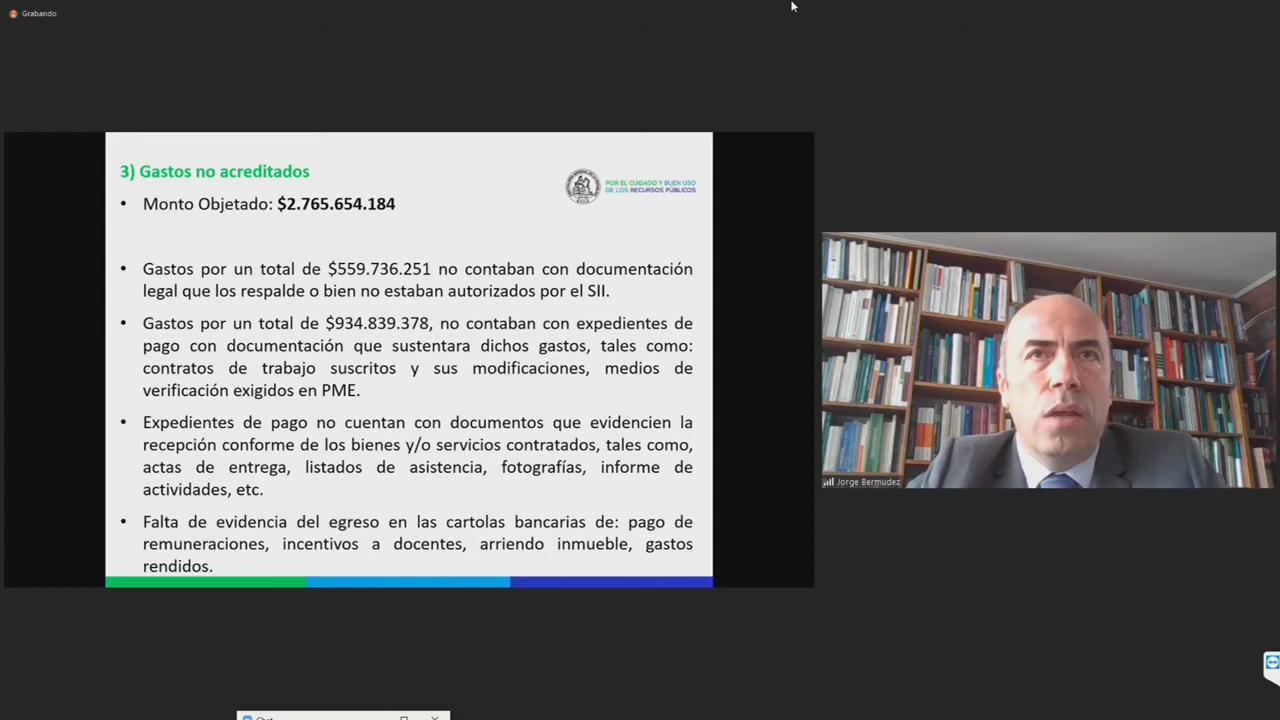 Grabando
3) Gastos no acreditados
POR EL CUIDADO Y BUEN USO
DE LOS RECURSOS PÚBLICOS
• Monto Objetado: $2.765.654.184
• Gastos por un total de $559.736.251 no contaban con documentación
legal que los respalde o bien no estaban autorizados por el SII.
• Gastos por un total de $934.839.378, no contaban con expedientes de
pago con documentación que sustentara dichos gastos, tales como:
contratos de trabajo suscritos y sus modificaciones, medios de
verificación exigidos en PME.
• Expedientes de pago no cuentan con documentos que evidencien la
recepción conforme de los bienes y/o servicios contratados, tales como,
actas de entrega, listados de asistencia, fotografías, informe de
actividades, etc.
• Falta de evidencia del egreso en las cartolas bancarias de: pago de
remuneraciones, incentivos a docentes, arriendo inmueble, gastos
rendidos.
Jorge Bermudez